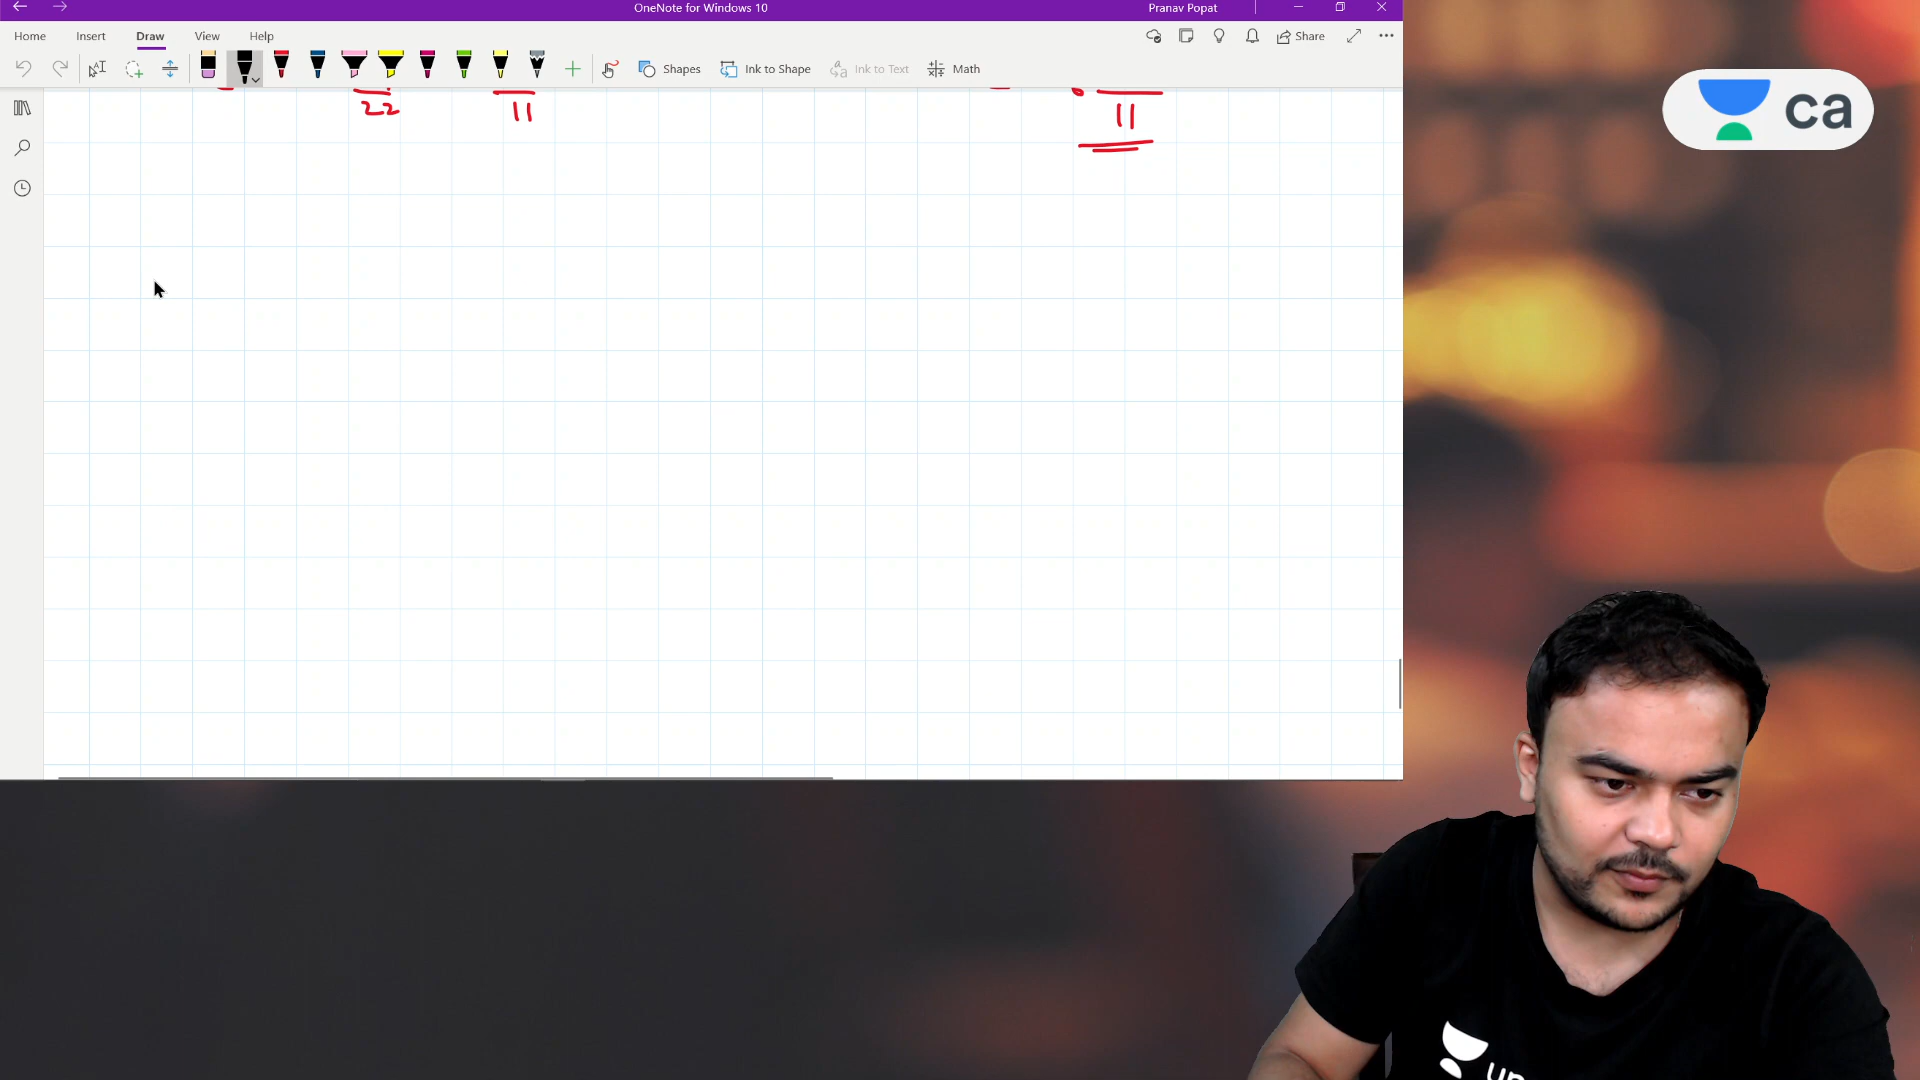 OneNote for Windows 10
Pranav Popat
Home Insert Draw View Help
Share
Shapes Ink to Shape Ink to Text Math
22 11 11
ca
un